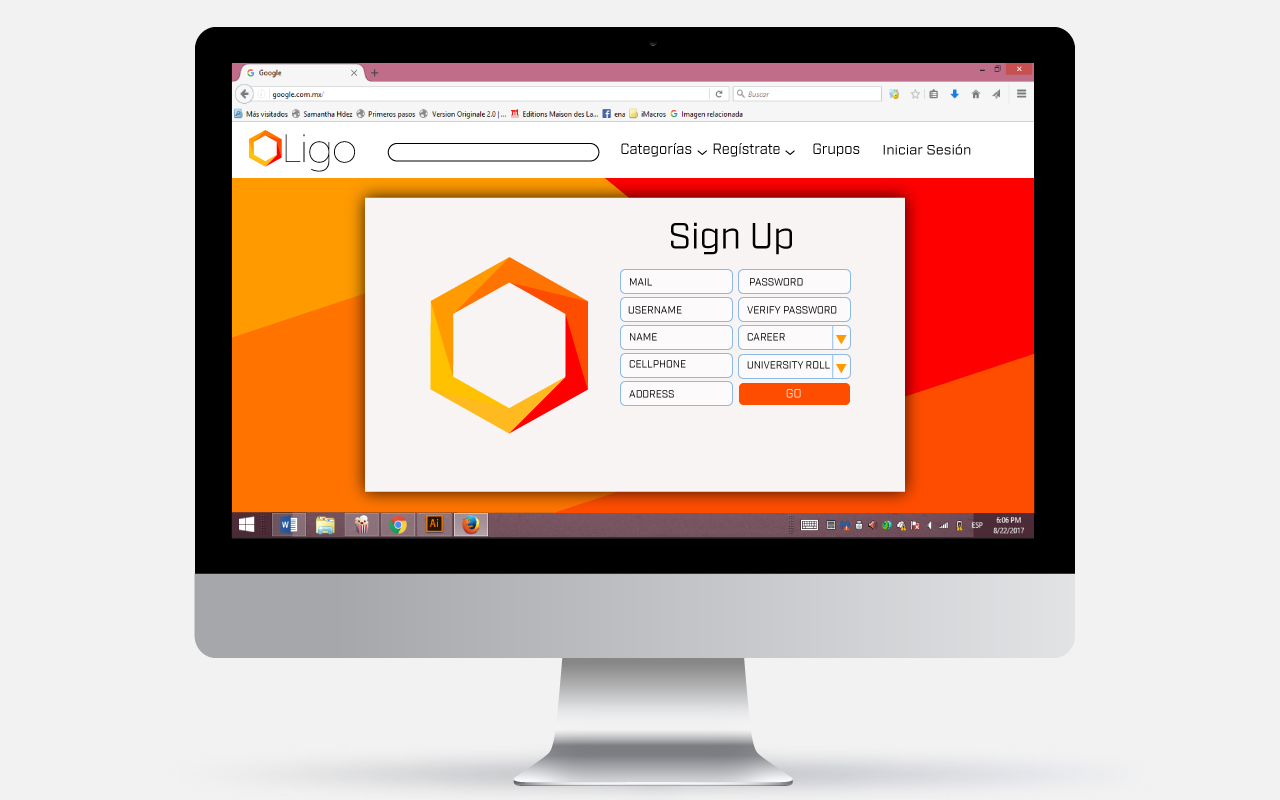 Google
google.com.mx/
Buscar
Más visitados Samantha Hdez Primeros pasos Version Originale 2.0 | ... Editions Maison des La... ena iMacros Imagen relacionada
Ligo Categorías Regístrate Grupos Iniciar Sesión
Sign Up
MAIL PASSWORD
USERNAME VERIFY PASSWORD
NAME CAREER
CELLPHONE UNIVERSITY ROLL
ADDRESS GO
W Ai ESP 6:06 PM
8/22/2017